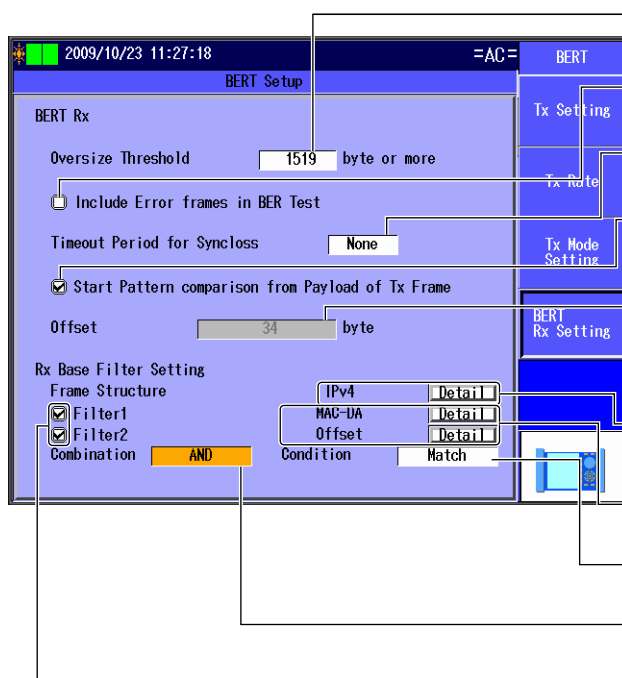 2009/10/23 11:27:18
=AC=
BERT Setup
BERT Rx
Oversize Threshold 1519 byte or more
Include Error frames in BER Test
Timeout Period for Syncloss None
Start Pattern comparison from Payload of Tx Frame
Offset 34 byte
Rx Base Filter Setting
Frame Structure IPv4 Detail
Filter1 MAC-DA Detail
Filter2 Offset Detail
Combination AND Condition Match
BERT
Tx Setting
Tx Rate
Tx Mode
Setting
BERT
Rx Setting